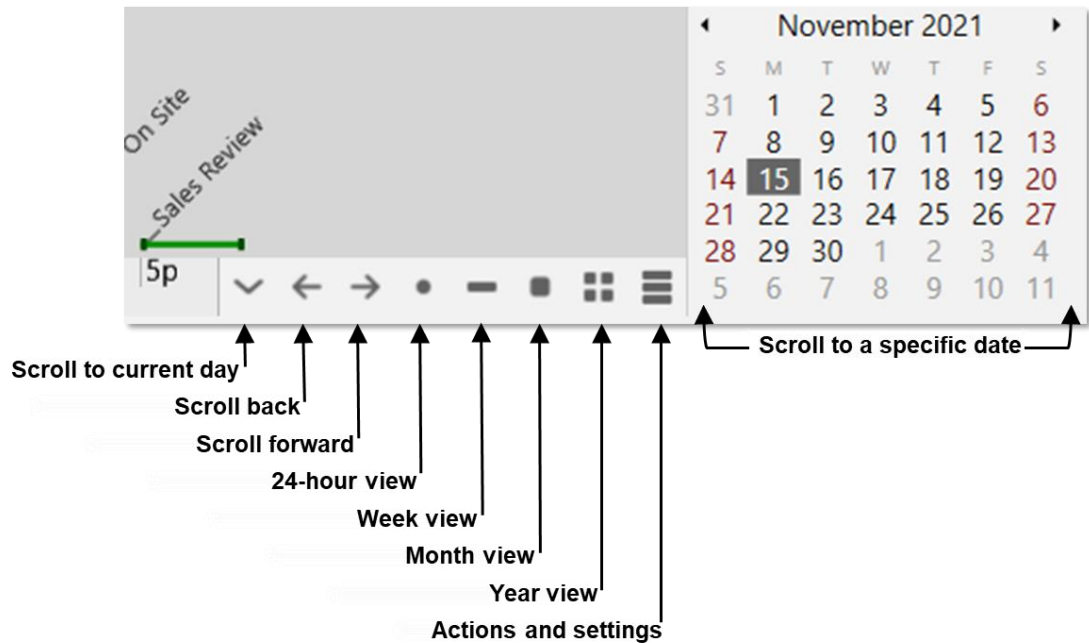 On Site
Sales Review
5p
November 2021
S M T W T F S
31 1 2 3 4 5 6
7 8 9 10 11 12 13
14 15 16 17 18 19 20
21 22 23 24 25 26 27
28 29 30 1 2 3 4
5 6 7 8 9 10 11
Scroll to a specific date
Scroll to current day
Scroll back
Scroll forward
24-hour view
Week view
Month view
Year view
Actions and settings